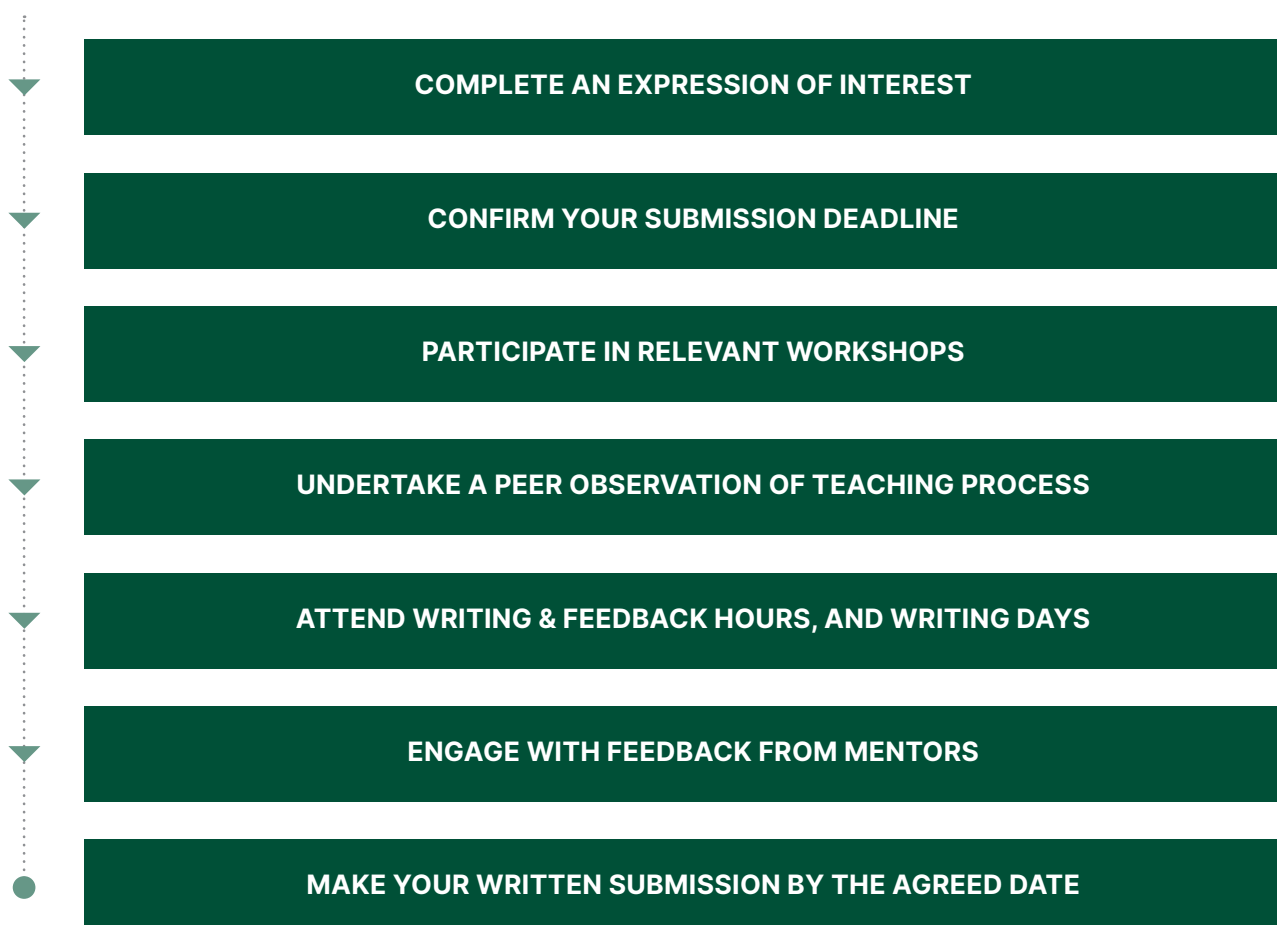 COMPLETE AN EXPRESSION OF INTEREST
CONFIRM YOUR SUBMISSION DEADLINE
PARTICIPATE IN RELEVANT WORKSHOPS
UNDERTAKE A PEER OBSERVATION OF TEACHING PROCESS
ATTEND WRITING & FEEDBACK HOURS, AND WRITING DAYS
ENGAGE WITH FEEDBACK FROM MENTORS
MAKE YOUR WRITTEN SUBMISSION BY THE AGREED DATE